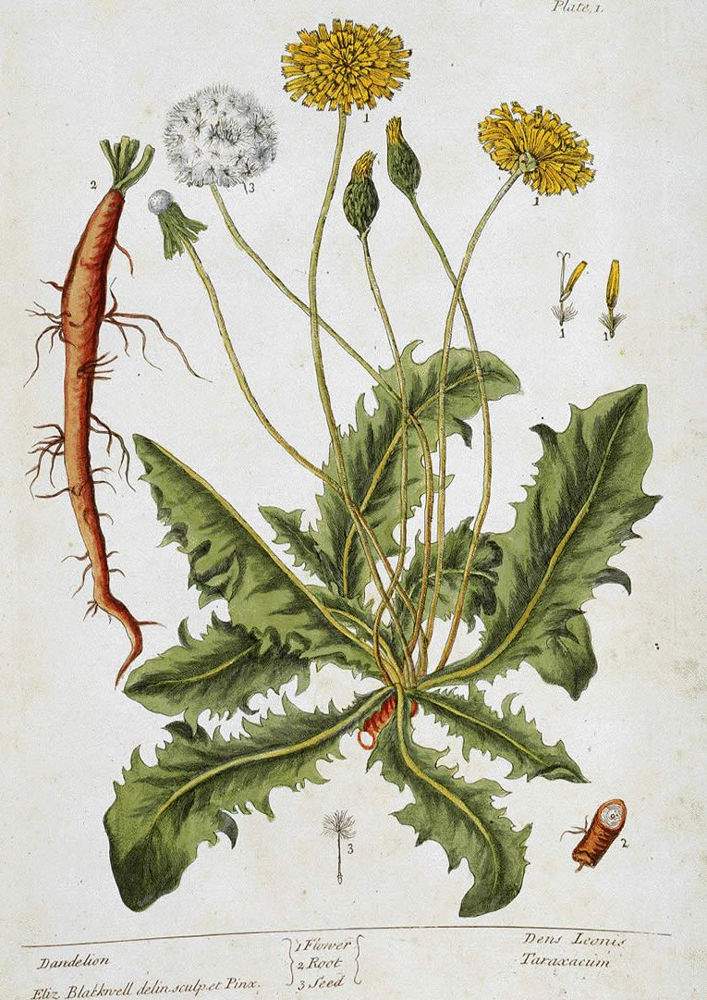 Plate, 1.
1
2
3
1
1
1
3
2
Dandelion
Eliz. Blackwell delin. sculp. et Pinx.
1 Flower
2 Root
3 Seed
Dens Leonis
Taraxacum